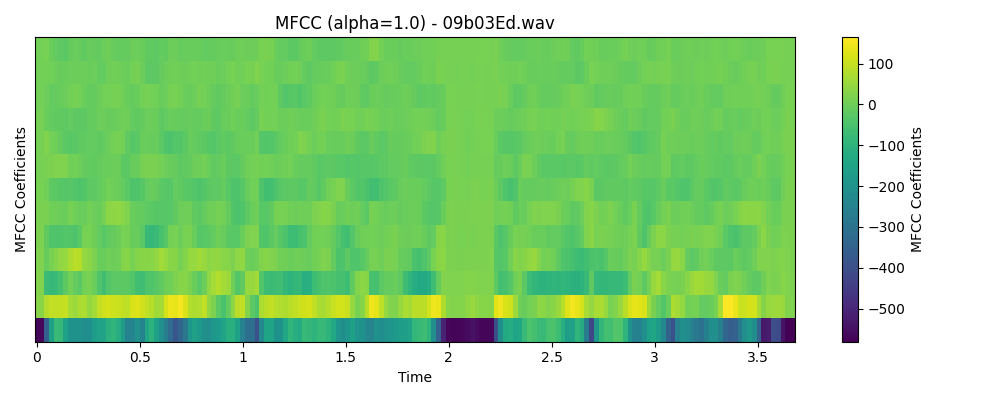 MFCC (alpha=1.0) - 09b03Ed.wav
MFCC Coefficients
0 0.5 1 1.5 2 2.5 3 3.5
Time
100
0
−100
−200
−300
−400
−500
MFCC Coefficients